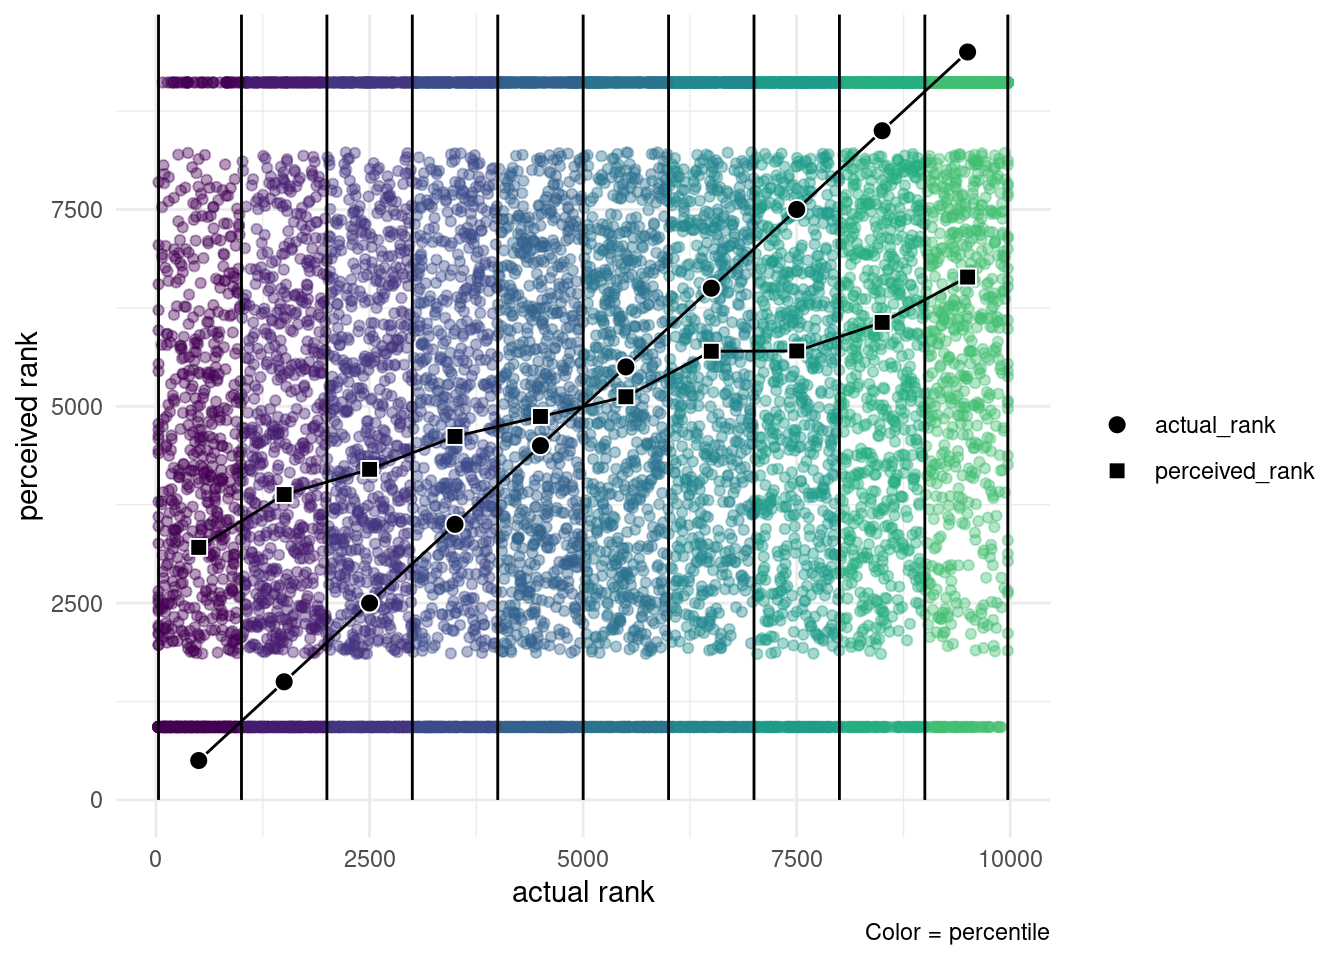 7500
5000
2500
0
perceived rank
0 2500 5000 7500 10000
actual rank
actual_rank
perceived_rank
Color = percentile